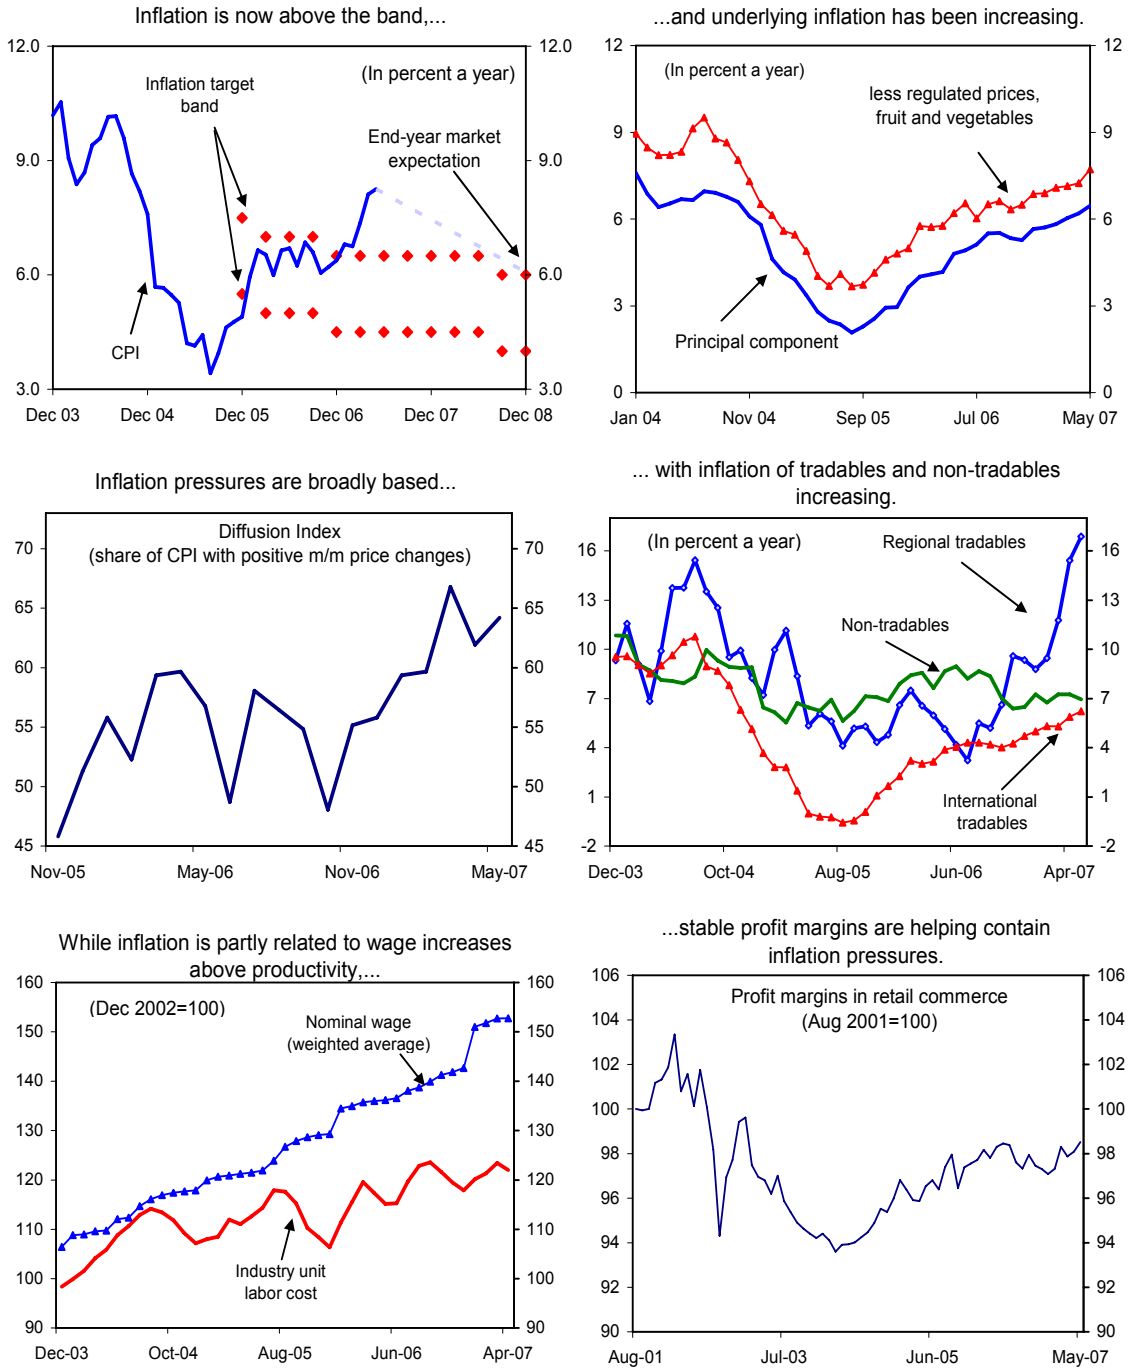 Inflation is now above the band,...
12.0
9.0
6.0
3.0
12.0
9.0
6.0
3.0
(In percent a year)
Inflation target
band
End-year market
expectation
CPI
Dec 03
Dec 04
Dec 05
Dec 06
Dec 07
Dec 08
...and underlying inflation has been increasing.
12
9
6
3
0
12
9
6
3
0
(In percent a year)
less regulated prices,
fruit and vegetables
Principal component
Jan 04
Nov 04
Sep 05
Jul 06
May 07
Inflation pressures are broadly based...
Diffusion Index
(share of CPI with positive m/m price changes)
70
65
60
55
50
45
70
65
60
55
50
45
Nov-05
May-06
Nov-06
May-07
... with inflation of tradables and non-tradables
increasing.
16
13
10
7
4
1
-2
16
13
10
7
4
1
-2
(In percent a year)
Regional tradables
Non-tradables
International
tradables
Dec-03
Oct-04
Aug-05
Jun-06
Apr-07
While inflation is partly related to wage increases
above productivity,...
160
150
140
130
120
110
100
90
160
150
140
130
120
110
100
90
(Dec 2002=100)
Nominal wage
(weighted average)
Industry unit
labor cost
Dec-03
Oct-04
Aug-05
Jun-06
Apr-07
...stable profit margins are helping contain
inflation pressures.
106
104
102
100
98
96
94
92
90
106
104
102
100
98
96
94
92
90
Profit margins in retail commerce
(Aug 2001=100)
Aug-01
Jul-03
Jun-05
May-07